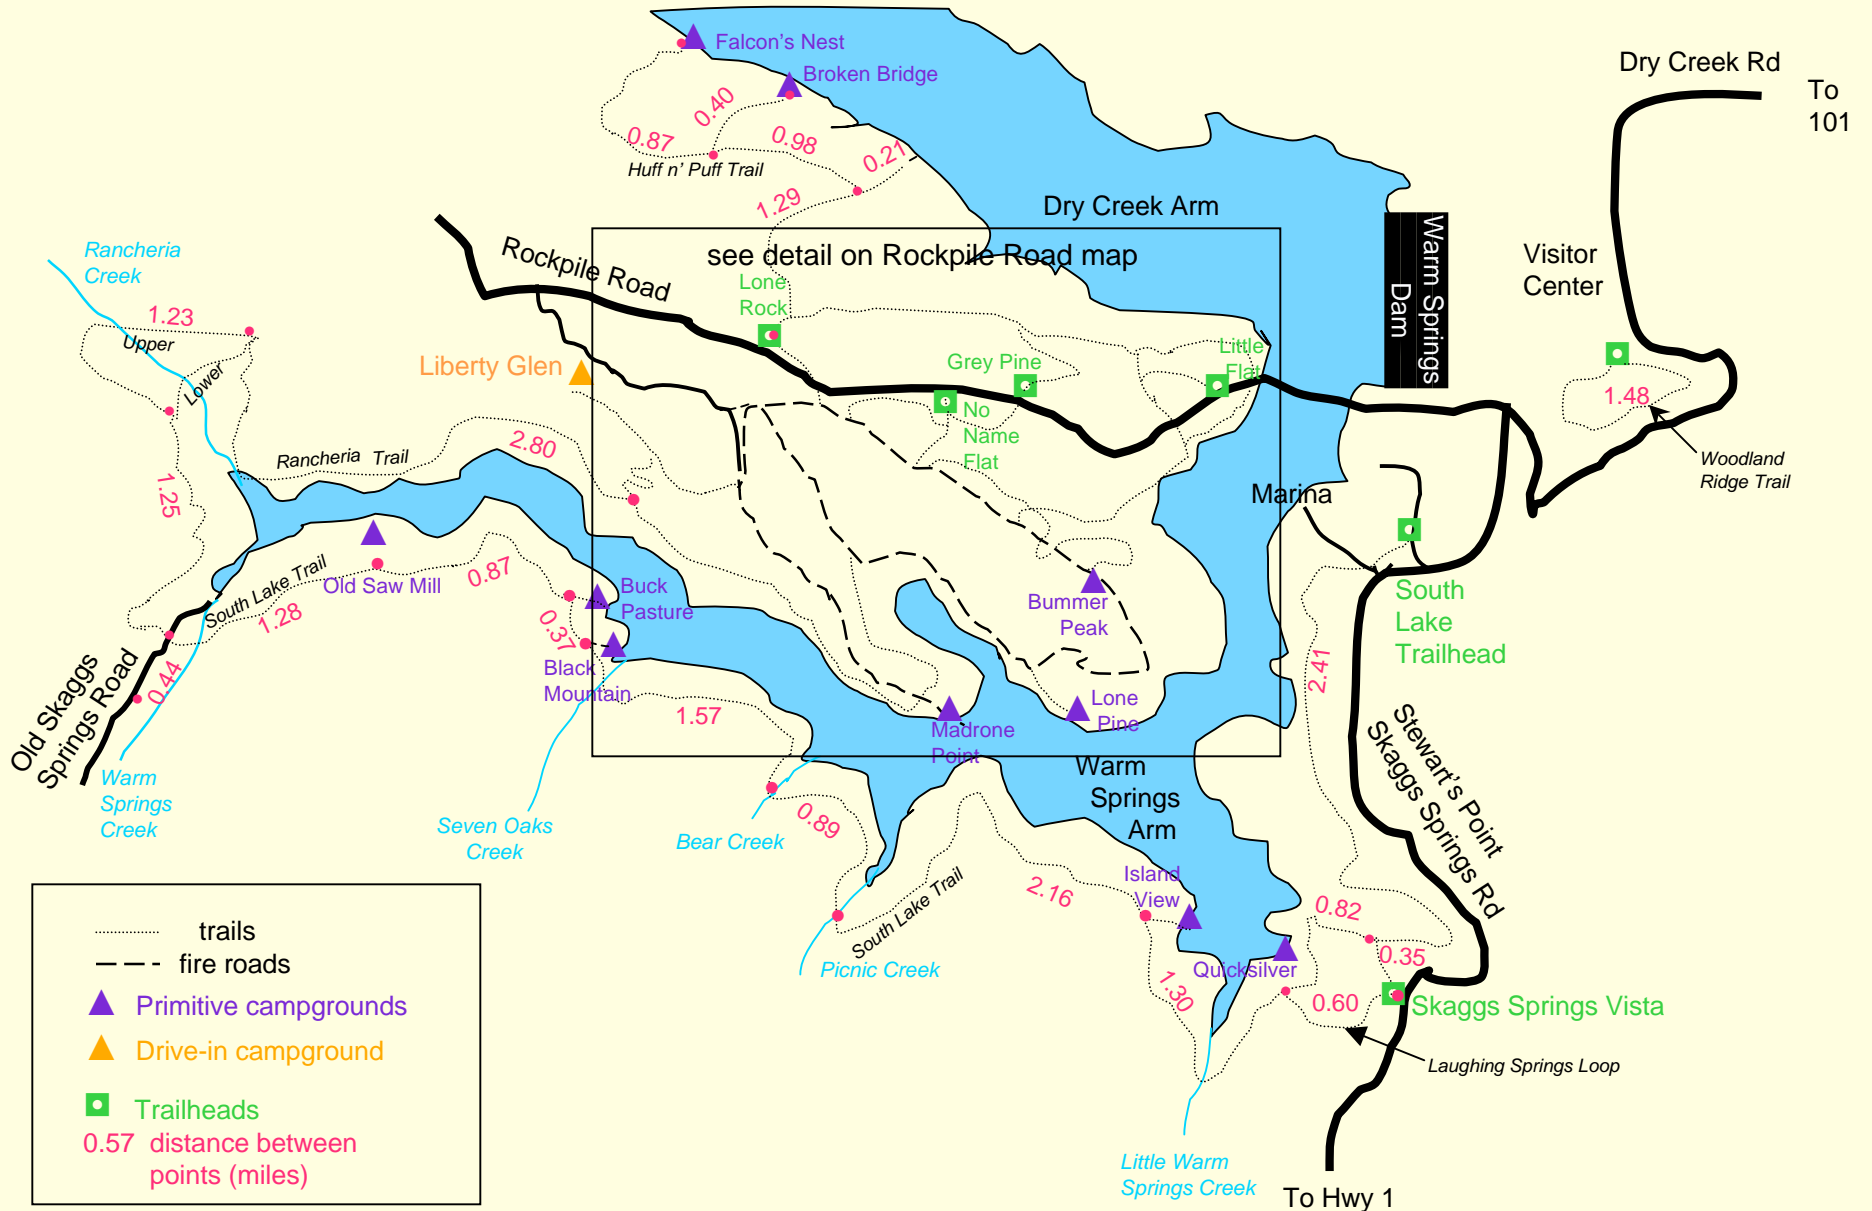 Falcon's Nest
Broken Bridge
0.40
0.87
0.98
0.21
Huff n' Puff Trail
1.29
Dry Creek Arm
Dry Creek Rd
To
101
Visitor
Center
Warm Springs
Dam
1.48
Woodland
Ridge Trail
see detail on Rockpile Road map
Rockpile Road
Lone
Rock
Grey Pine
Little
Flat
No
Name
Flat
Liberty Glen
Rancheria
Creek
1.23
Upper
Lower
Rancheria Trail
2.80
1.25
South Lake Trail
1.28
Old Saw Mill
0.87
Buck
Pasture
0.37
Black
Mountain
0.44
Old Skaggs
Springs Road
Warm
Springs
Creek
1.57
Seven Oaks
Creek
Bear Creek
0.89
Marina
South
Lake
Trailhead
Bummer
Peak
Lone
Pine
Madrone
Point
2.41
Stewart's Point
Skaggs Springs Rd
Warm
Springs
Arm
Island
View
2.16
South Lake Trail
Picnic Creek
1.30
Quicksilver
0.82
0.35
0.60
Skaggs Springs Vista
Laughing Springs Loop
Little Warm
Springs Creek
To Hwy 1
trails
fire roads
Primitive campgrounds
Drive-in campground
Trailheads
0.57 distance between
points (miles)